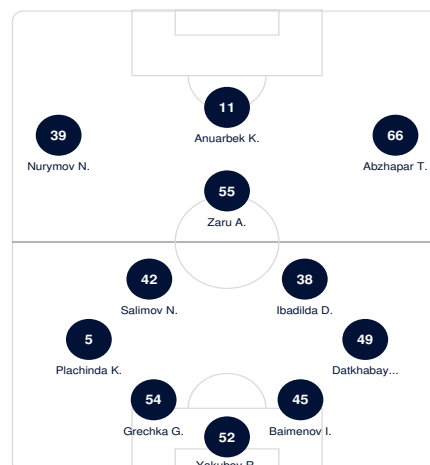 11
Anuarbek K.
39
Nurymov N.
66
Abzhapar T.
55
Zaru A.
42
Salimov N.
38
Ibadilda D.
5
Plachinda K.
49
Datkhabay...
54
Grechka G.
45
Baimenov I.
52